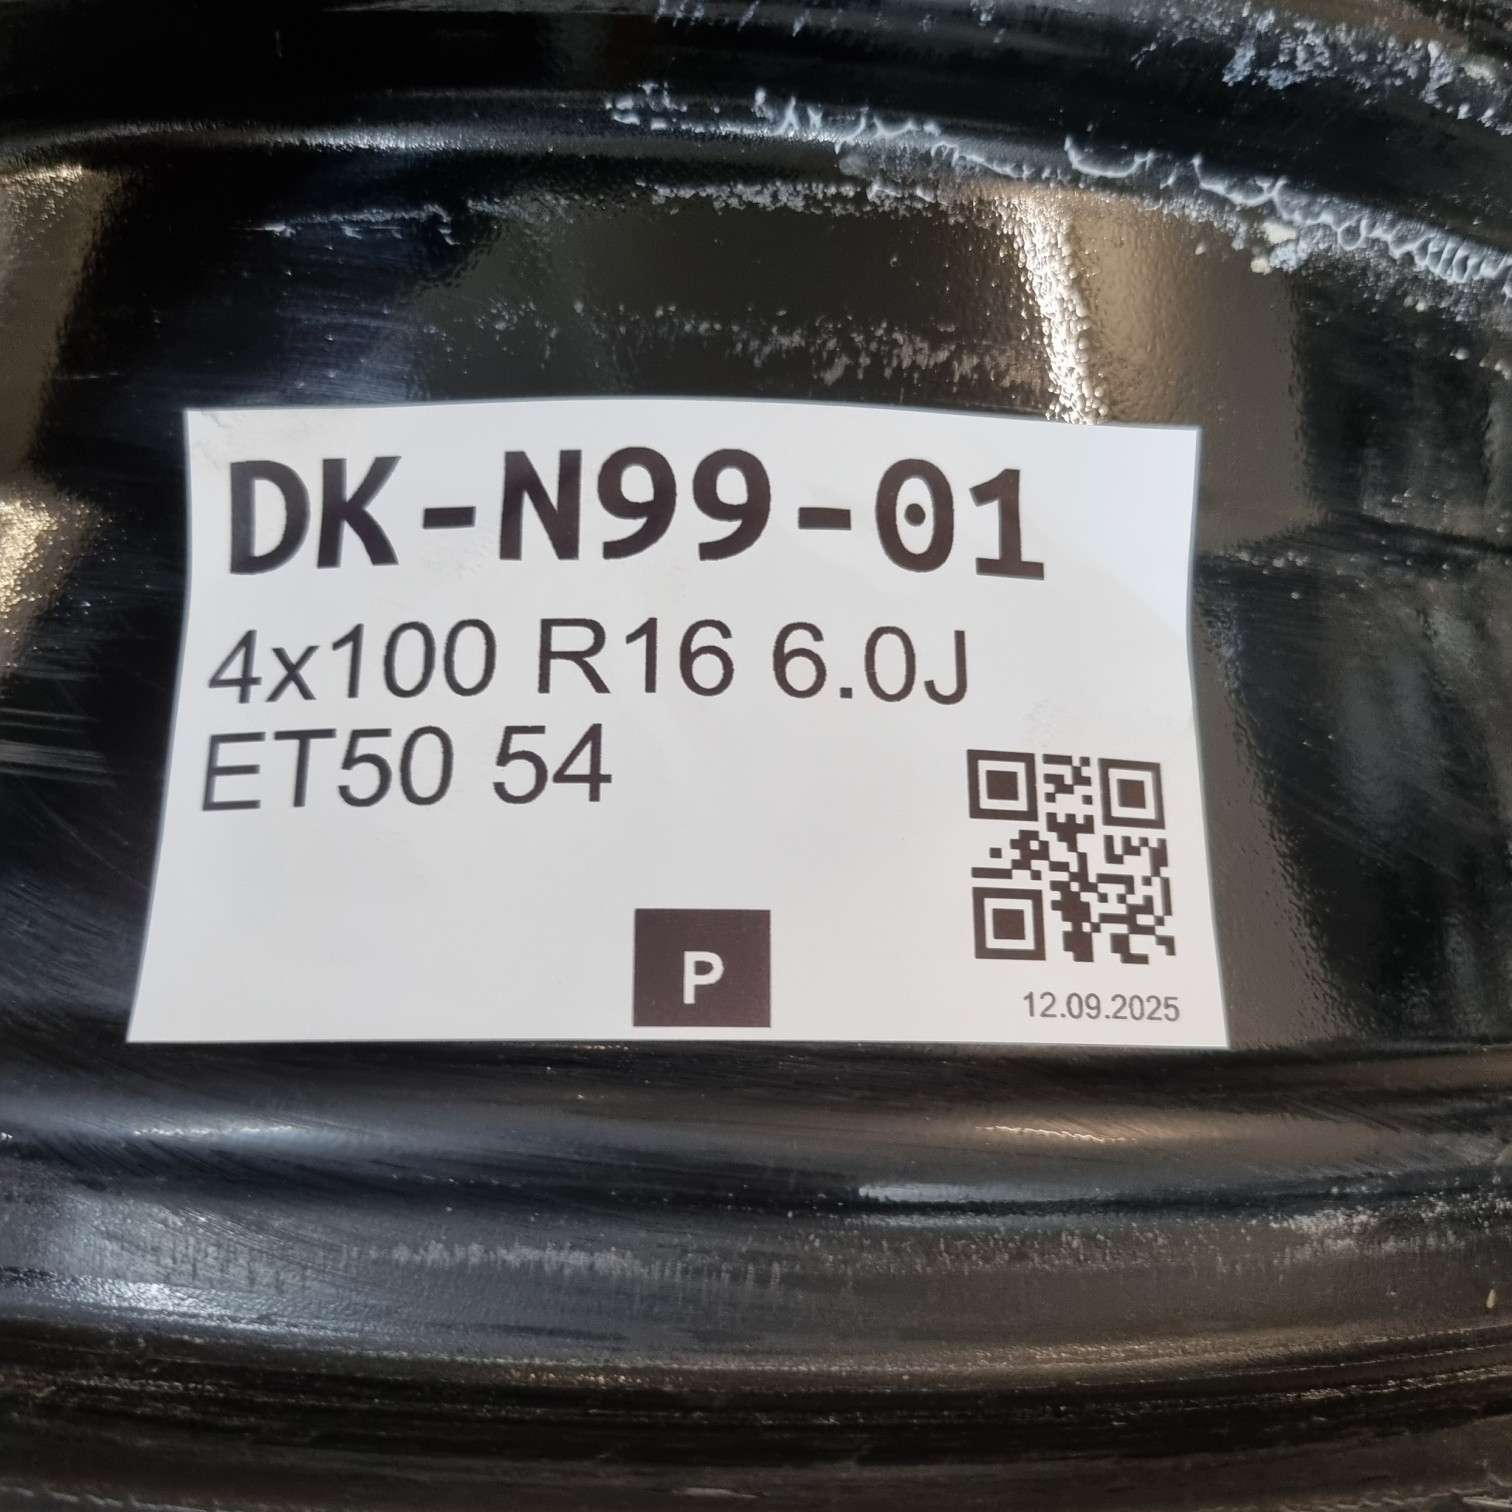 DK-N99-01
4x100 R16 6.0J
ET50 54
P
12.09.2025